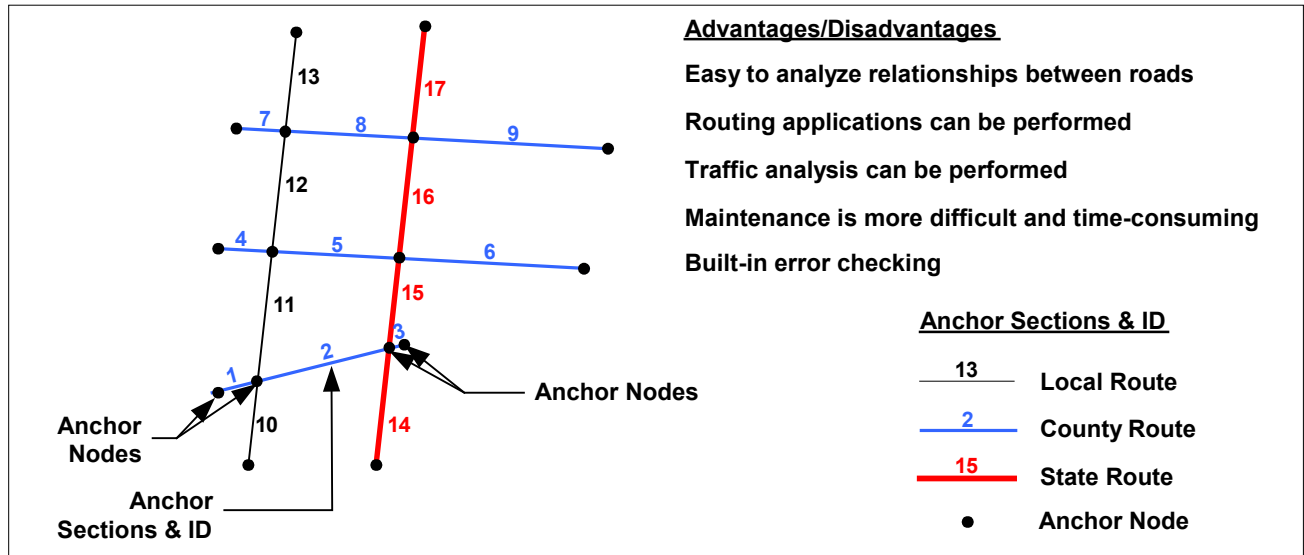 13
17
7
8
9
12
16
4
5
6
11
15
3
2
1
10
14
Anchor
Nodes
Anchor Nodes
Anchor
Sections & ID
Advantages/Disadvantages
Easy to analyze relationships between roads
Routing applications can be performed
Traffic analysis can be performed
Maintenance is more difficult and time-consuming
Built-in error checking
Anchor Sections & ID
13
Local Route
2
County Route
15
State Route
Anchor Node